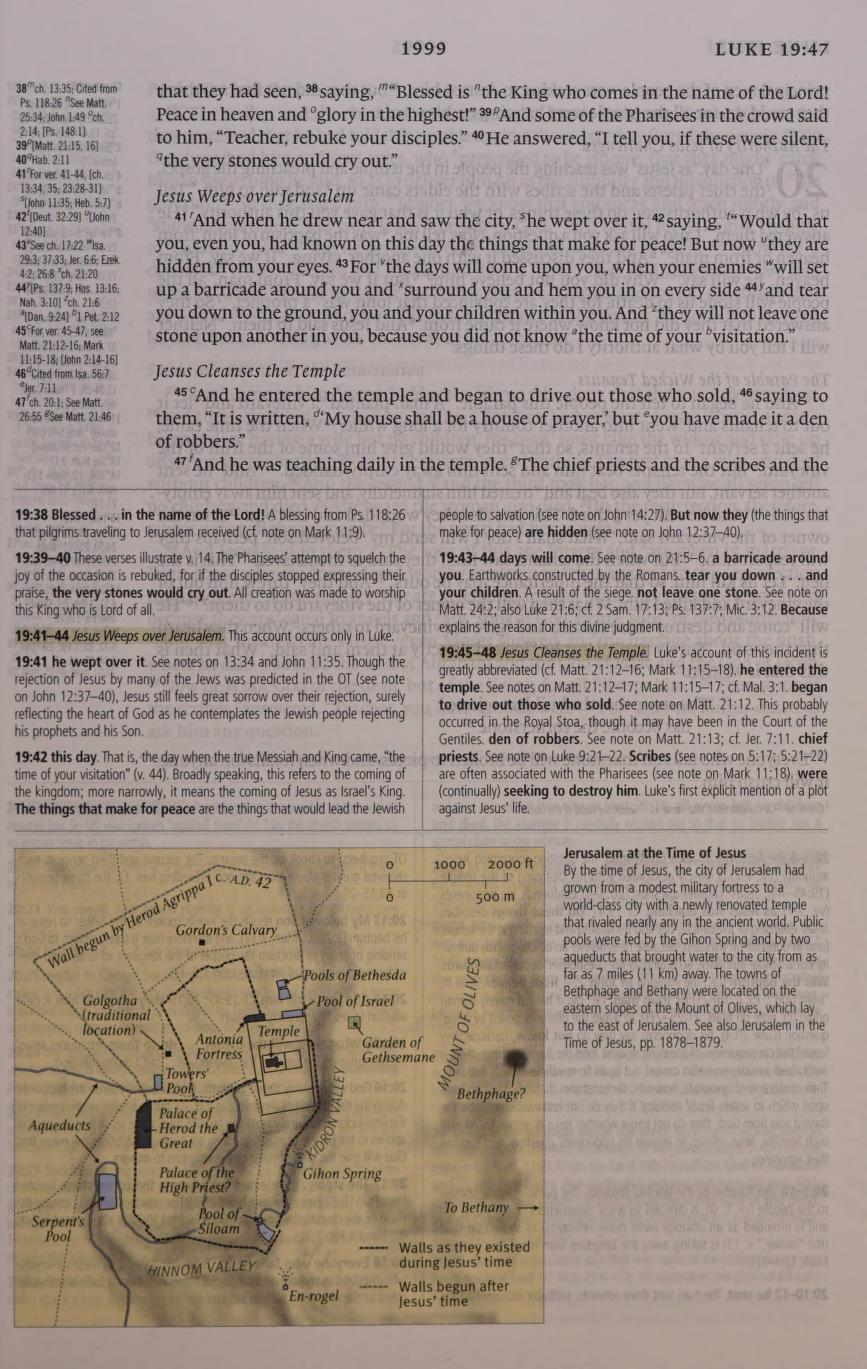 1999
LUKE 19:47
38 m ch. 13:35; Cited from
Ps. 118:26 n See Matt.
25:34; John 1:49 o ch.
2:14; [Ps. 148:1]
39 p [Matt. 21:15, 16]
40 q Hab. 2:11
41 r For ver. 41-44, [ch.
13:34, 35; 23:28-31]
s [John 11:35; Heb. 5:7]
42 t [Deut. 32:29] u [John
12:40]
43 v See ch. 17:22 w Isa.
29:3; 37:33; Jer. 6:6; Ezek.
4:2; 26:8 x ch. 21:20
44 y [Ps. 137:9; Hos. 13:16;
Nah. 3:10] z ch. 21:6
a [Dan. 9:24] b 1 Pet. 2:12
45 c For ver. 45-47, see
Matt. 21:12-16; Mark
11:15-18; [John 2:14-16]
46 d Cited from Isa. 56:7
e Jer. 7:11
47 f ch. 20:1; See Matt.
26:55 g See Matt. 21:46
that they had seen, 38 saying, m “Blessed is n the King who comes in the name of the Lord!
Peace in heaven and o glory in the highest!” 39 p And some of the Pharisees in the crowd said
to him, “Teacher, rebuke your disciples.” 40 He answered, “I tell you, if these were silent,
q the very stones would cry out.”
Jesus Weeps over Jerusalem
41 r And when he drew near and saw the city, s he wept over it, 42 saying, t “Would that
you, even you, had known on this day the things that make for peace! But now u they are
hidden from your eyes. 43 For v the days will come upon you, when your enemies w will set
up a barricade around you and x surround you and hem you in on every side 44 y and tear
you down to the ground, you and your children within you. And z they will not leave one
stone upon another in you, because you did not know a the time of your b visitation.”
Jesus Cleanses the Temple
45 c And he entered the temple and began to drive out those who sold, 46 saying to
them, “It is written, d ‘My house shall be a house of prayer,’ but e you have made it a den
of robbers.”
47 f And he was teaching daily in the temple. g The chief priests and the scribes and the
19:38 Blessed . . . in the name of the Lord! A blessing from Ps. 118:26
that pilgrims traveling to Jerusalem received (cf. note on Mark 11:9).
19:39–40 These verses illustrate v. 14. The Pharisees’ attempt to squelch the
joy of the occasion is rebuked, for if the disciples stopped expressing their
praise, the very stones would cry out. All creation was made to worship
this King who is Lord of all.
19:41–44 Jesus Weeps over Jerusalem. This account occurs only in Luke.
19:41 he wept over it. See notes on 13:34 and John 11:35. Though the
rejection of Jesus by many of the Jews was predicted in the OT (see note
on John 12:37–40), Jesus still feels great sorrow over their rejection, surely
reflecting the heart of God as he contemplates the Jewish people rejecting
his prophets and his Son.
19:42 this day. That is, the day when the true Messiah and King came, “the
time of your visitation” (v. 44). Broadly speaking, this refers to the coming of
the kingdom; more narrowly, it means the coming of Jesus as Israel’s King.
The things that make for peace are the things that would lead the Jewish
people to salvation (see note on John 14:27). But now they (the things that
make for peace) are hidden (see note on John 12:37–40).
19:43–44 days will come. See note on 21:5–6. a barricade around
you. Earthworks constructed by the Romans. tear you down . . . and
your children. A result of the siege. not leave one stone. See note on
Matt. 24:2; also Luke 21:6; cf. 2 Sam. 17:13; Ps. 137:7; Mic. 3:12. Because
explains the reason for this divine judgment.
19:45–48 Jesus Cleanses the Temple. Luke’s account of this incident is
greatly abbreviated (cf. Matt. 21:12–16; Mark 11:15–18). he entered the
temple. See notes on Matt. 21:12–17; Mark 11:15–17; cf. Mal. 3:1. began
to drive out those who sold. See note on Matt. 21:12. This probably
occurred in the Royal Stoa, though it may have been in the Court of the
Gentiles. den of robbers. See note on Matt. 21:13; cf. Jer. 7:11. chief
priests. See note on Luke 9:21–22. Scribes (see notes on 5:17; 5:21–22)
are often associated with the Pharisees (see note on Mark 11:18). were
(continually) seeking to destroy him. Luke’s first explicit mention of a plot
against Jesus’ life.
Wall begun by Herod Agrippa I C. A.D. 42
0 1000 2000 ft
0 500 m
Gordon's Calvary
Pools of Bethesda
Pool of Israel
Golgotha
(traditional
location)
Antonia
Fortress
Temple
Garden of
Gethsemane
MOUNT OF OLIVES
Bethphage?
Towers'
Pool
Aqueducts
Palace of
Herod the
Great
KIDRON VALLEY
Palace of the
High Priest?
Gihon Spring
Serpent's
Pool
Pool of
Siloam
To Bethany
HINNOM VALLEY
En-rogel
Walls as they existed
during Jesus' time
Walls begun after
Jesus' time
Jerusalem at the Time of Jesus
By the time of Jesus, the city of Jerusalem had
grown from a modest military fortress to a
world-class city with a newly renovated temple
that rivaled nearly any in the ancient world. Public
pools were fed by the Gihon Spring and by two
aqueducts that brought water to the city from as
far as 7 miles (11 km) away. The towns of
Bethphage and Bethany were located on the
eastern slopes of the Mount of Olives, which lay
to the east of Jerusalem. See also Jerusalem in the
Time of Jesus, pp. 1878–1879.